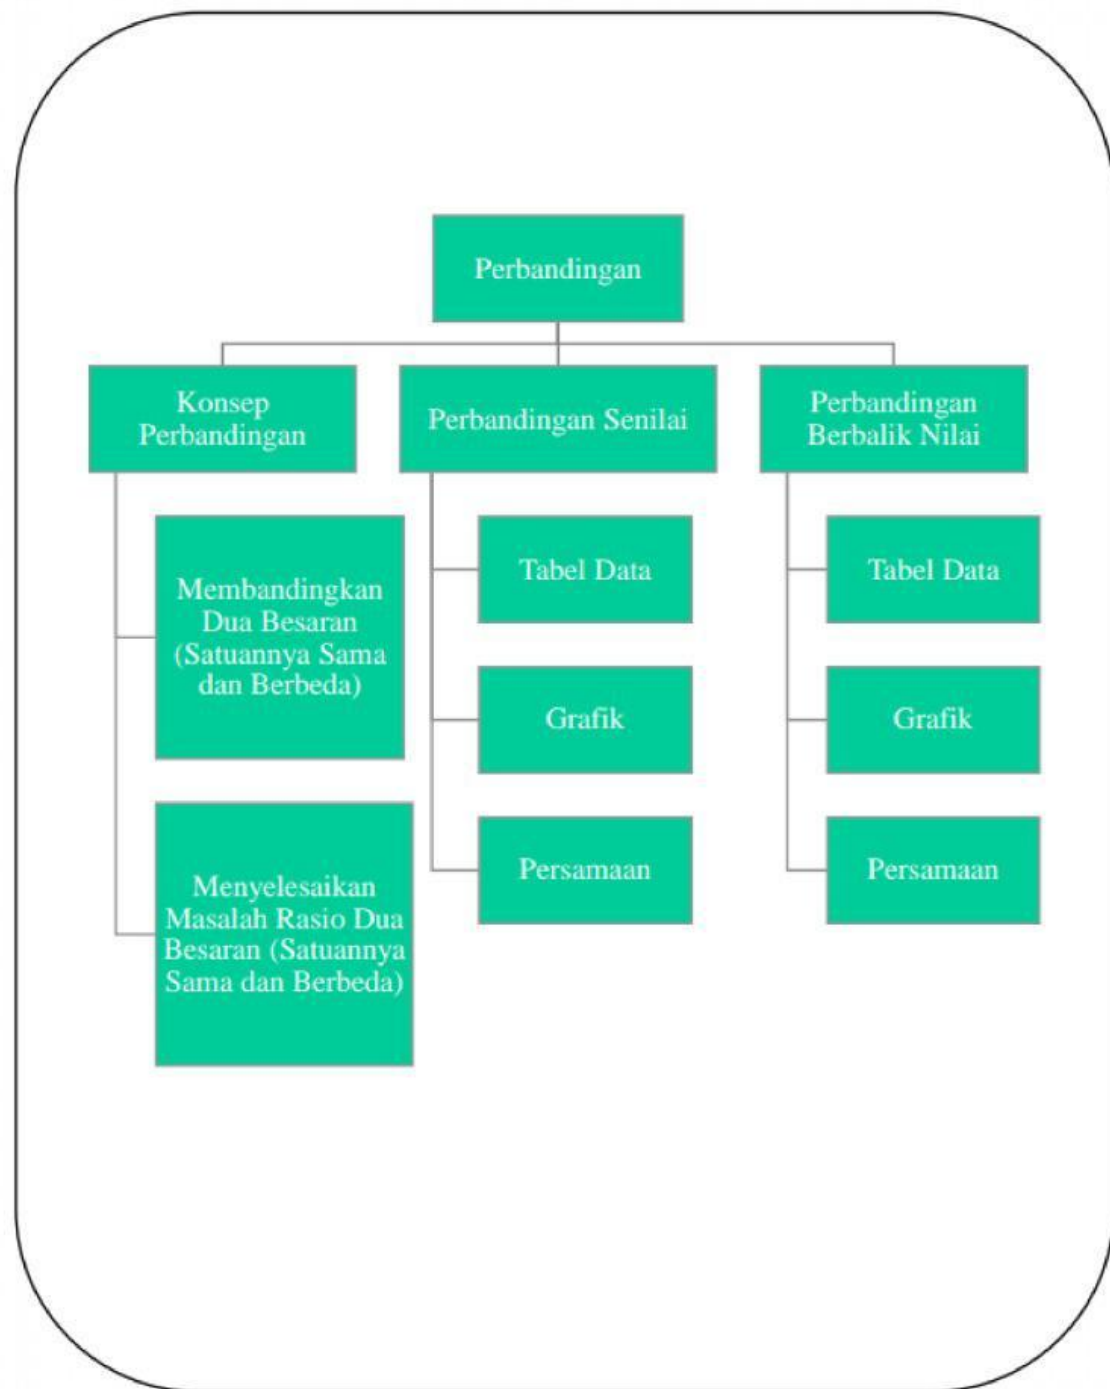 Perbandingan
Konsep
Perbandingan
Perbandingan Senilai
Perbandingan
Berbalik Nilai
Membandingkan
Dua Besaran
(Satuannya Sama
dan Berbeda)
Menyelesaikan
Masalah Rasio Dua
Besaran (Satuannya
Sama dan Berbeda)
Tabel Data
Grafik
Persamaan
Tabel Data
Grafik
Persamaan